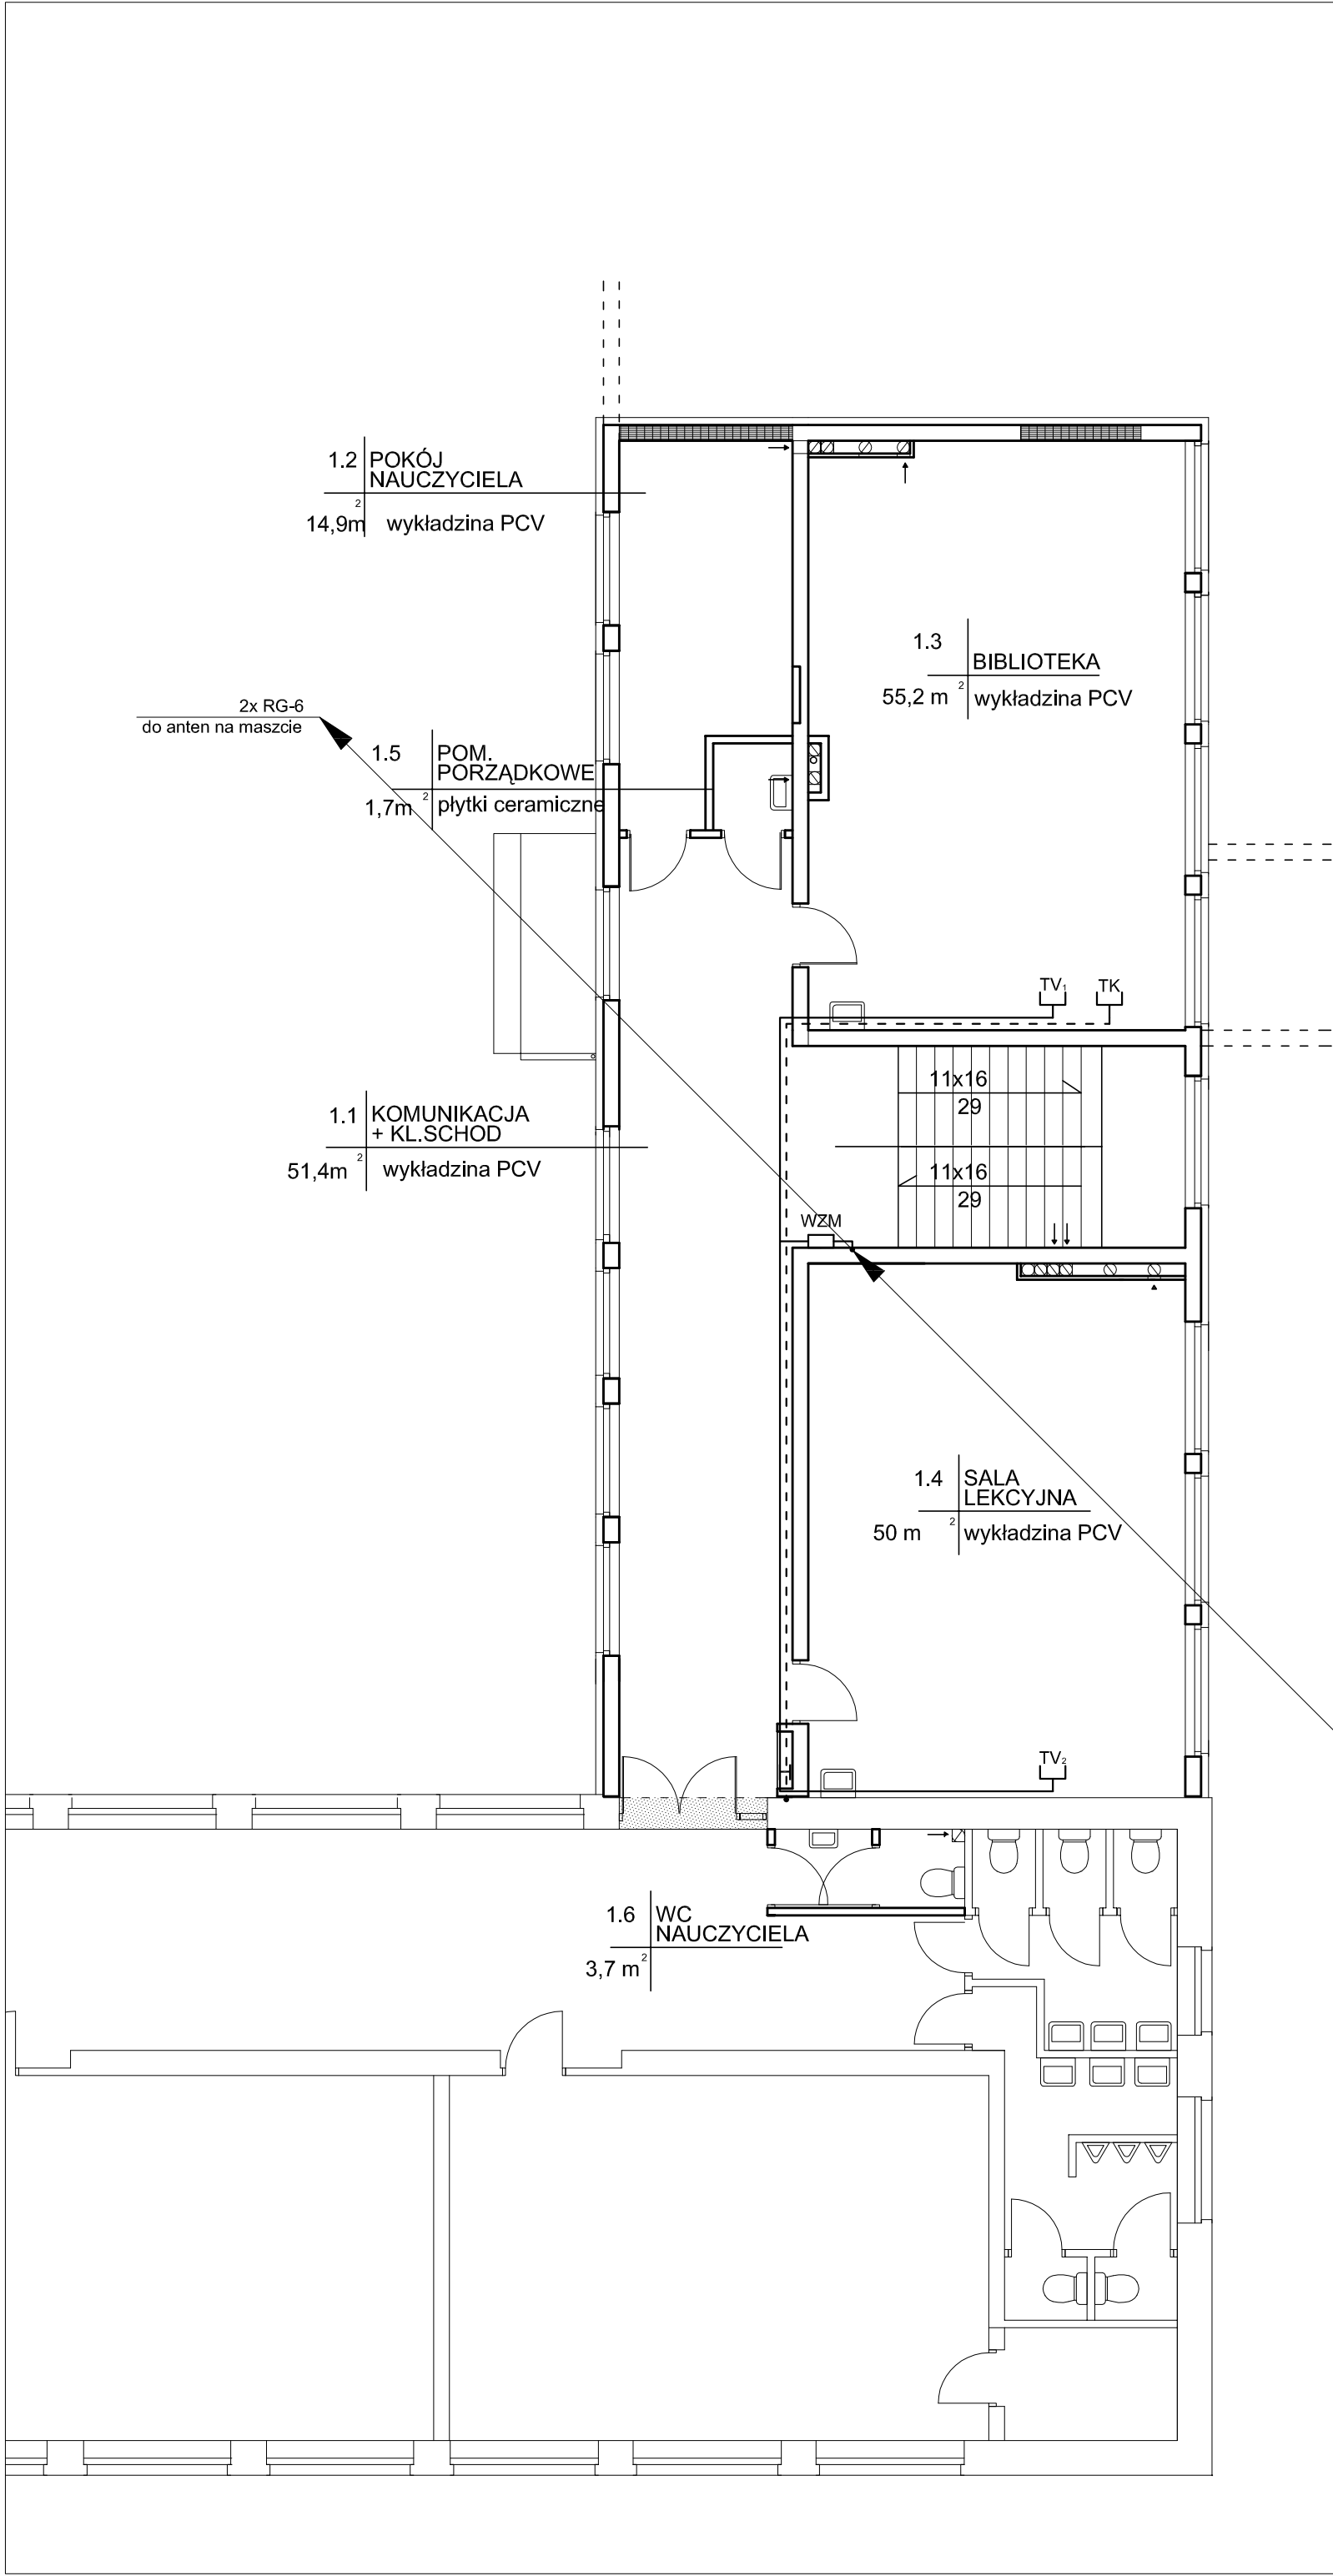 1.2 POKÓJ
NAUCZYCIELA
14,9m² wykładzina PCV
1.3
BIBLIOTEKA
55,2 m² wykładzina PCV
2x RG-6
do anten na maszcie
1.5 POM.
PORZĄDKOWE
1,7m² płytki ceramiczne
TV₁ TK
11x16
29
1.1 KOMUNIKACJA
+ KL.SCHOD
51,4m² wykładzina PCV
11x16
29
WZM
1.4 SALA
LEKCYJNA
50 m² wykładzina PCV
TV₂
1.6 WC
NAUCZYCIELA
3,7 m²